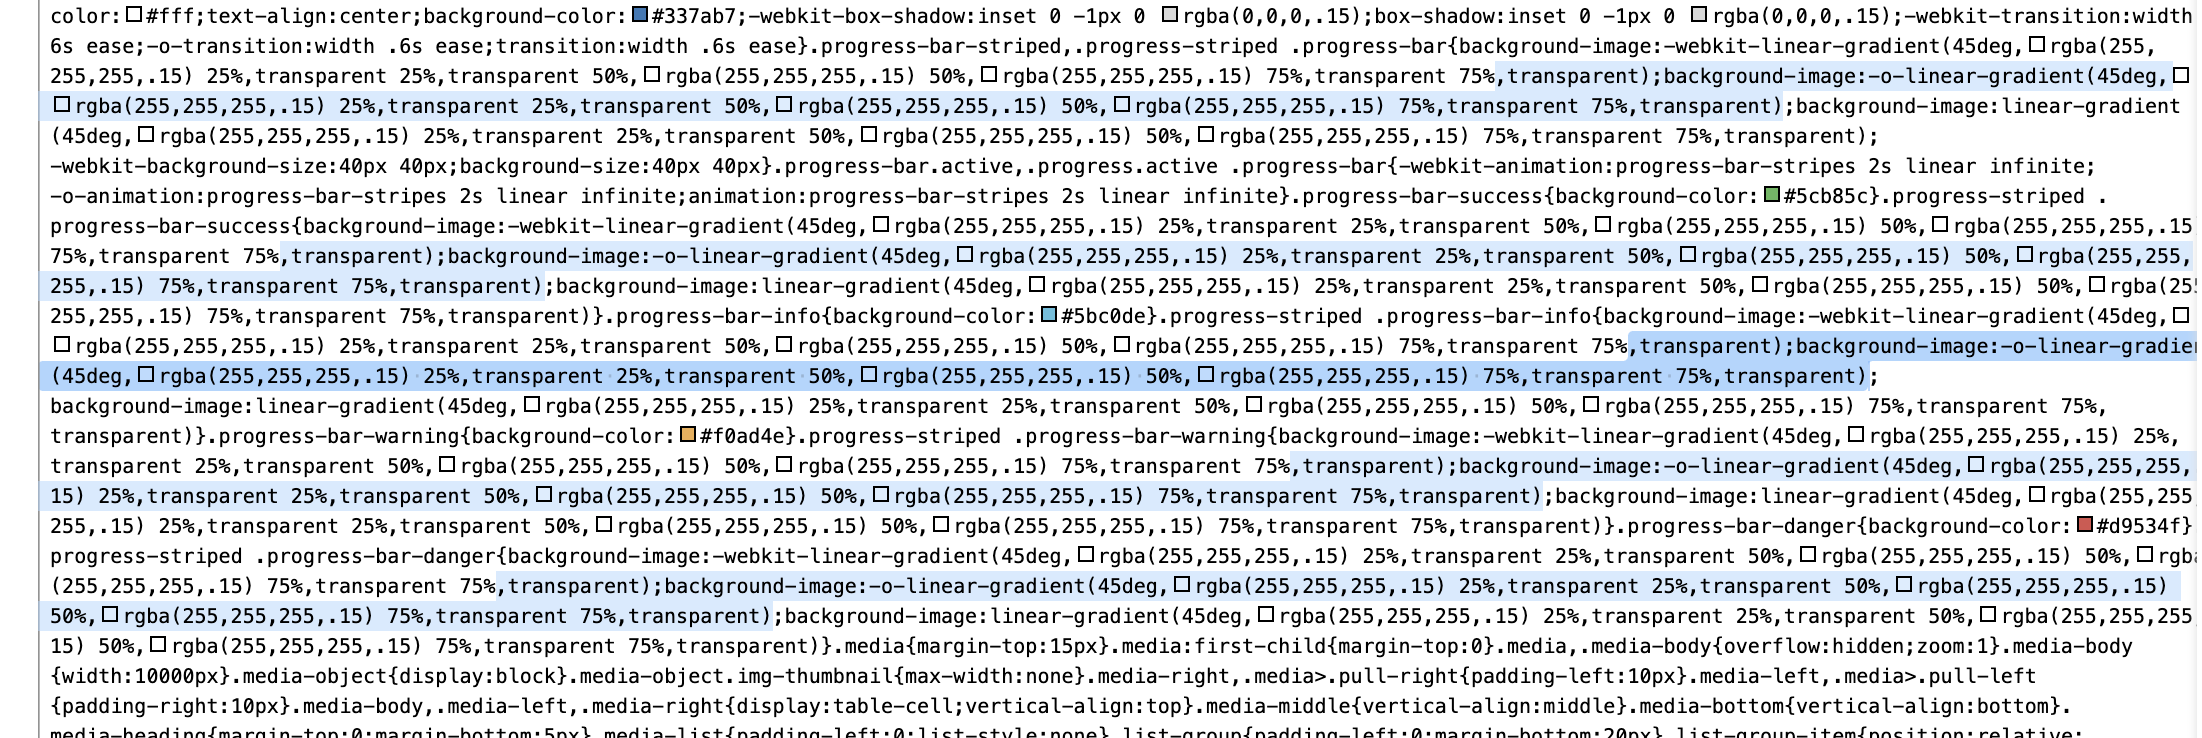 color:#fff;text-align:center;background-color:#337ab7;-webkit-box-shadow:inset 0 -1px 0 rgba(0,0,0,.15);box-shadow:inset 0 -1px 0 rgba(0,0,0,.15);-webkit-transition:width
6s ease;-o-transition:width .6s ease;transition:width .6s ease}.progress-bar-striped,.progress-striped .progress-bar{background-image:-webkit-linear-gradient(45deg,rgba(255,
255,255,.15) 25%,transparent 25%,transparent 50%,rgba(255,255,255,.15) 50%,rgba(255,255,255,.15) 75%,transparent 75%,transparent);background-image:-o-linear-gradient(45deg,
rgba(255,255,255,.15) 25%,transparent 25%,transparent 50%,rgba(255,255,255,.15) 50%,rgba(255,255,255,.15) 75%,transparent 75%,transparent);background-image:linear-gradient
(45deg,rgba(255,255,255,.15) 25%,transparent 25%,transparent 50%,rgba(255,255,255,.15) 50%,rgba(255,255,255,.15) 75%,transparent 75%,transparent);
-webkit-background-size:40px 40px;background-size:40px 40px}.progress-bar.active,.progress.active .progress-bar{-webkit-animation:progress-bar-stripes 2s linear infinite;
-o-animation:progress-bar-stripes 2s linear infinite;animation:progress-bar-stripes 2s linear infinite}.progress-bar-success{background-color:#5cb85c}.progress-striped .
progress-bar-success{background-image:-webkit-linear-gradient(45deg,rgba(255,255,255,.15) 25%,transparent 25%,transparent 50%,rgba(255,255,255,.15) 50%,rgba(255,255,255,.15
75%,transparent 75%,transparent);background-image:-o-linear-gradient(45deg,rgba(255,255,255,.15) 25%,transparent 25%,transparent 50%,rgba(255,255,255,.15) 50%,rgba(255,255,
255,.15) 75%,transparent 75%,transparent);background-image:linear-gradient(45deg,rgba(255,255,255,.15) 25%,transparent 25%,transparent 50%,rgba(255,255,255,.15) 50%,rgba(25
255,255,.15) 75%,transparent 75%,transparent)}.progress-bar-info{background-color:#5bc0de}.progress-striped .progress-bar-info{background-image:-webkit-linear-gradient(45deg,
rgba(255,255,255,.15) 25%,transparent 25%,transparent 50%,rgba(255,255,255,.15) 50%,rgba(255,255,255,.15) 75%,transparent 75%,transparent);background-image:-o-linear-gradien
(45deg,rgba(255,255,255,.15) 25%,transparent 25%,transparent 50%,rgba(255,255,255,.15) 50%,rgba(255,255,255,.15) 75%,transparent 75%,transparent);
background-image:linear-gradient(45deg,rgba(255,255,255,.15) 25%,transparent 25%,transparent 50%,rgba(255,255,255,.15) 50%,rgba(255,255,255,.15) 75%,transparent 75%,
transparent)}.progress-bar-warning{background-color:#f0ad4e}.progress-striped .progress-bar-warning{background-image:-webkit-linear-gradient(45deg,rgba(255,255,255,.15) 25%,
transparent 25%,transparent 50%,rgba(255,255,255,.15) 50%,rgba(255,255,255,.15) 75%,transparent 75%,transparent);background-image:-o-linear-gradient(45deg,rgba(255,255,255,
15) 25%,transparent 25%,transparent 50%,rgba(255,255,255,.15) 50%,rgba(255,255,255,.15) 75%,transparent 75%,transparent);background-image:linear-gradient(45deg,rgba(255,255
255,.15) 25%,transparent 25%,transparent 50%,rgba(255,255,255,.15) 50%,rgba(255,255,255,.15) 75%,transparent 75%,transparent)}.progress-bar-danger{background-color:#d9534f}
progress-striped .progress-bar-danger{background-image:-webkit-linear-gradient(45deg,rgba(255,255,255,.15) 25%,transparent 25%,transparent 50%,rgba(255,255,255,.15) 50%,rgba
(255,255,255,.15) 75%,transparent 75%,transparent);background-image:-o-linear-gradient(45deg,rgba(255,255,255,.15) 25%,transparent 25%,transparent 50%,rgba(255,255,255,.15)
50%,rgba(255,255,255,.15) 75%,transparent 75%,transparent);background-image:linear-gradient(45deg,rgba(255,255,255,.15) 25%,transparent 25%,transparent 50%,rgba(255,255,255
15) 50%,rgba(255,255,255,.15) 75%,transparent 75%,transparent)}.media{margin-top:15px}.media:first-child{margin-top:0}.media,.media-body{overflow:hidden;zoom:1}.media-body
{width:10000px}.media-object{display:block}.media-object.img-thumbnail{max-width:none}.media-right,.media>.pull-right{padding-left:10px}.media-left,.media>.pull-left
{padding-right:10px}.media-body,.media-left,.media-right{display:table-cell;vertical-align:top}.media-middle{vertical-align:middle}.media-bottom{vertical-align:bottom}.
media-heading{margin-top:0;margin-bottom:5px}.media-list{padding-left:0;list-style:none}.list-group{padding-left:0;margin-bottom:20px}.list-group-item{position:relative;